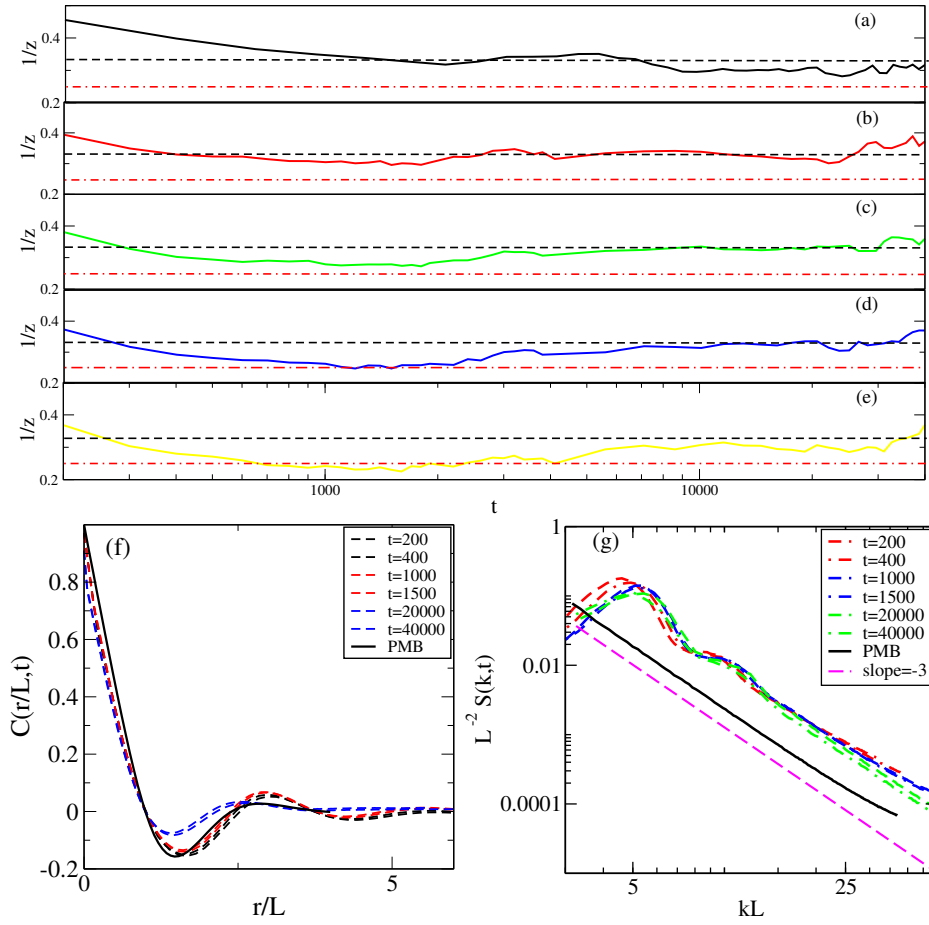 (a)
0.4
1/z
0.2
(b)
0.4
1/z
0.2
(c)
0.4
1/z
0.2
(d)
0.4
1/z
0.2
(e)
0.4
1/z
0.2
1000
10000
t
(f)
0.8
0.6
0.4
0.2
0
-0.2
C(r/L,t)
t=200
t=400
t=1000
t=1500
t=20000
t=40000
PMB
0
5
r/L
(g)
1
0.01
0.0001
L⁻² S(k,t)
t=200
t=400
t=1000
t=1500
t=20000
t=40000
PMB
slope=-3
5
25
kL